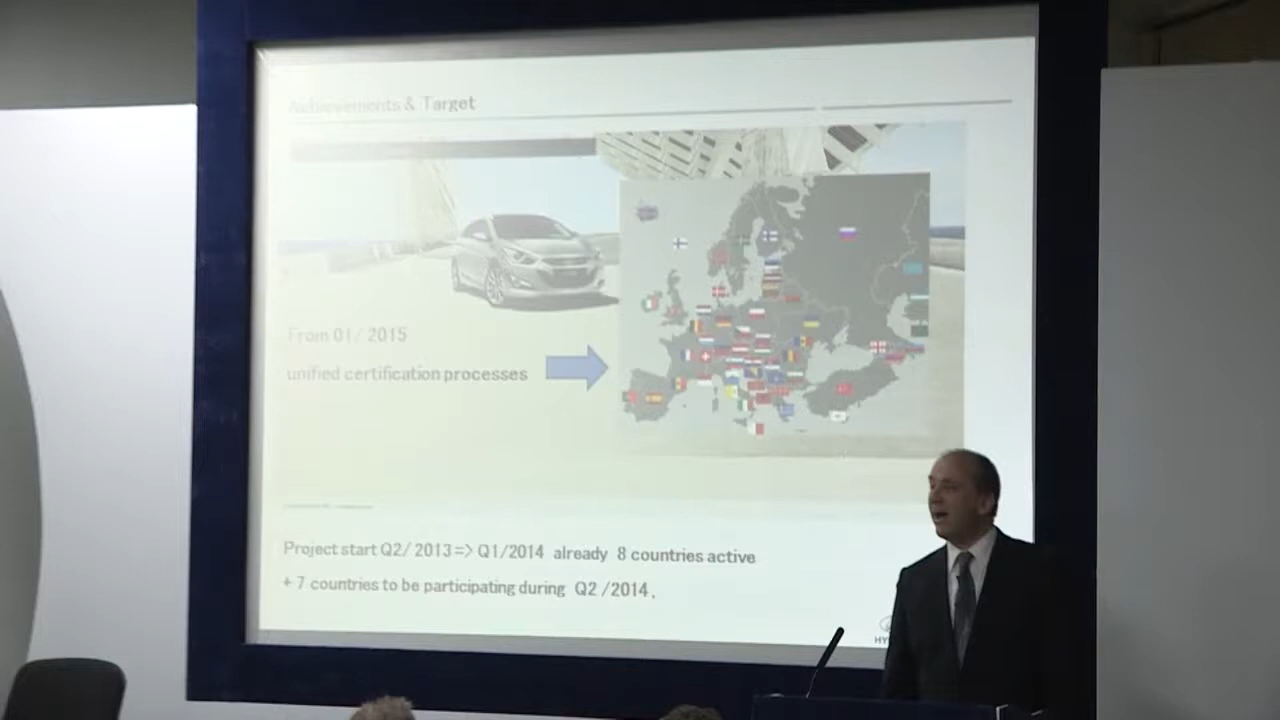 Achievements & Target
From 01/ 2015
unified certification processes
Project start Q2/ 2013 => Q1/2014 already 8 countries active
+ 7 countries to be participating during Q2 /2014,
HY